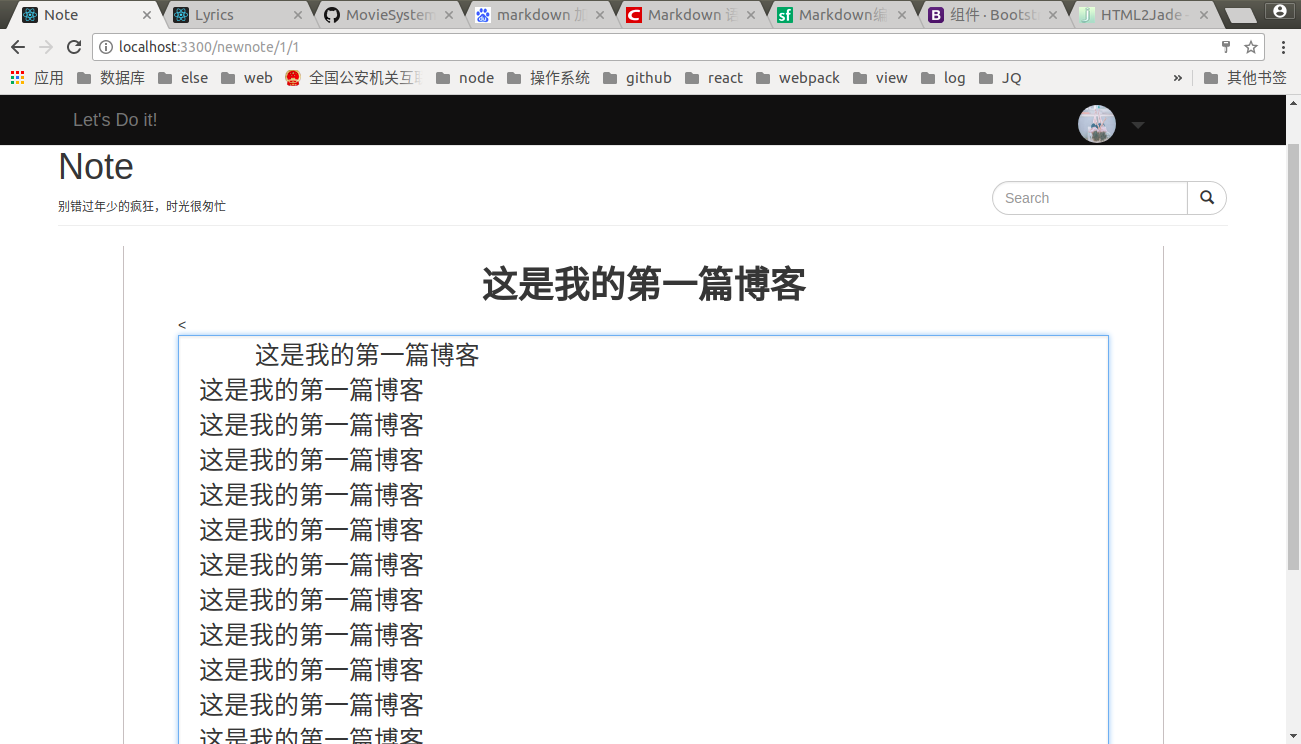 Note
Lyrics
MovieSystem
markdown 加
Markdown 语
Markdown编
组件 · Bootst
HTML2Jade -
localhost:3300/newnote/1/1
应用 数据库 else web 全国公安机关互联 node 操作系统 github react webpack view log JQ » 其他书签
Let's Do it!
Note
别错过年少的疯狂，时光很匆忙
Search
这是我的第一篇博客
<
这是我的第一篇博客
这是我的第一篇博客
这是我的第一篇博客
这是我的第一篇博客
这是我的第一篇博客
这是我的第一篇博客
这是我的第一篇博客
这是我的第一篇博客
这是我的第一篇博客
这是我的第一篇博客
这是我的第一篇博客
这是我的第一篇博客